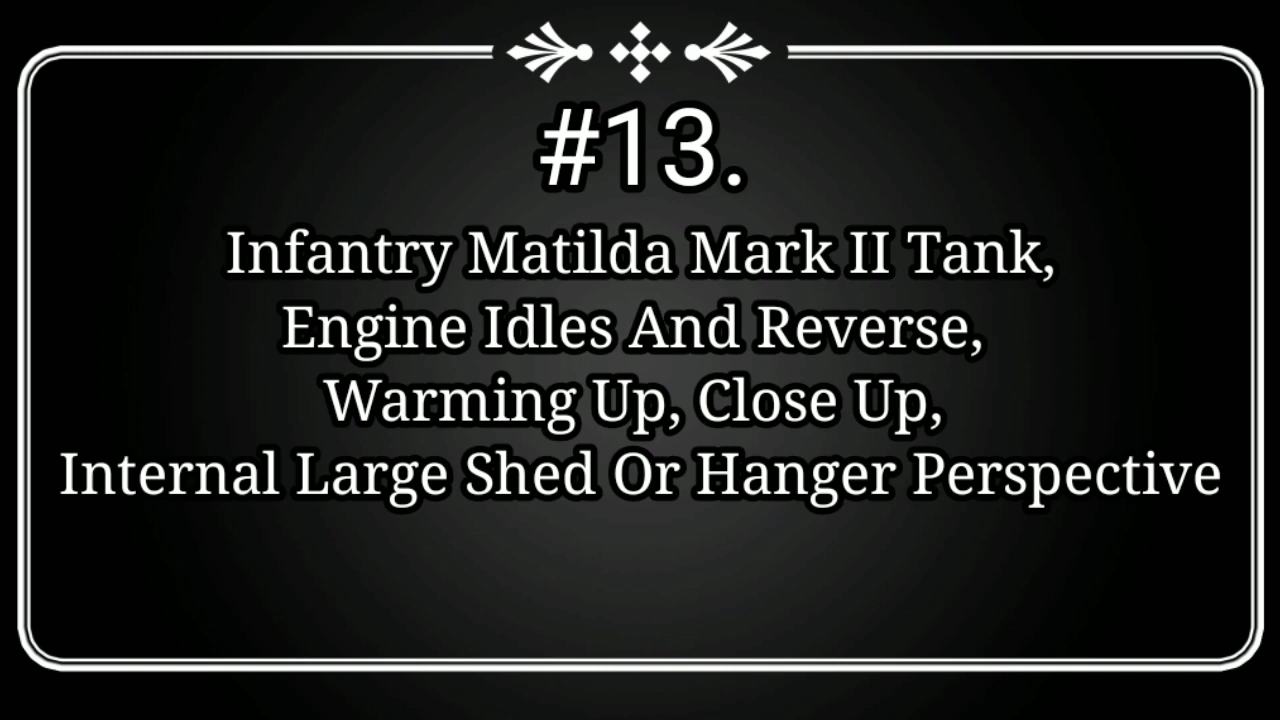 #13.
Infantry Matilda Mark II Tank,
Engine Idles And Reverse,
Warming Up, Close Up,
Internal Large Shed Or Hanger Perspective